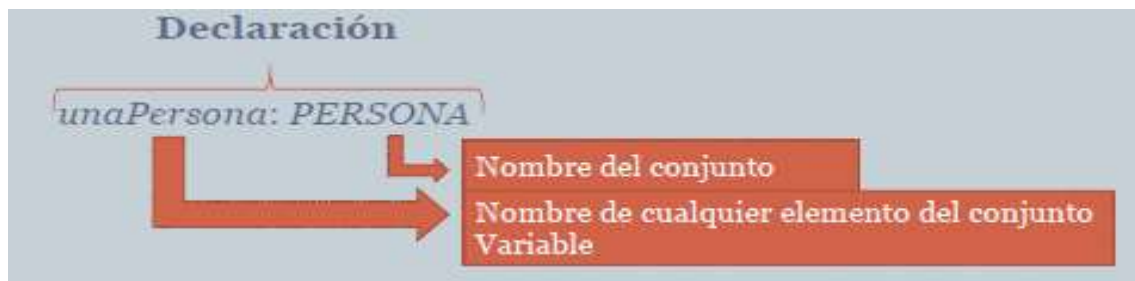 Declaración
unaPersona: PERSONA
Nombre del conjunto
Nombre de cualquier elemento del conjunto
Variable